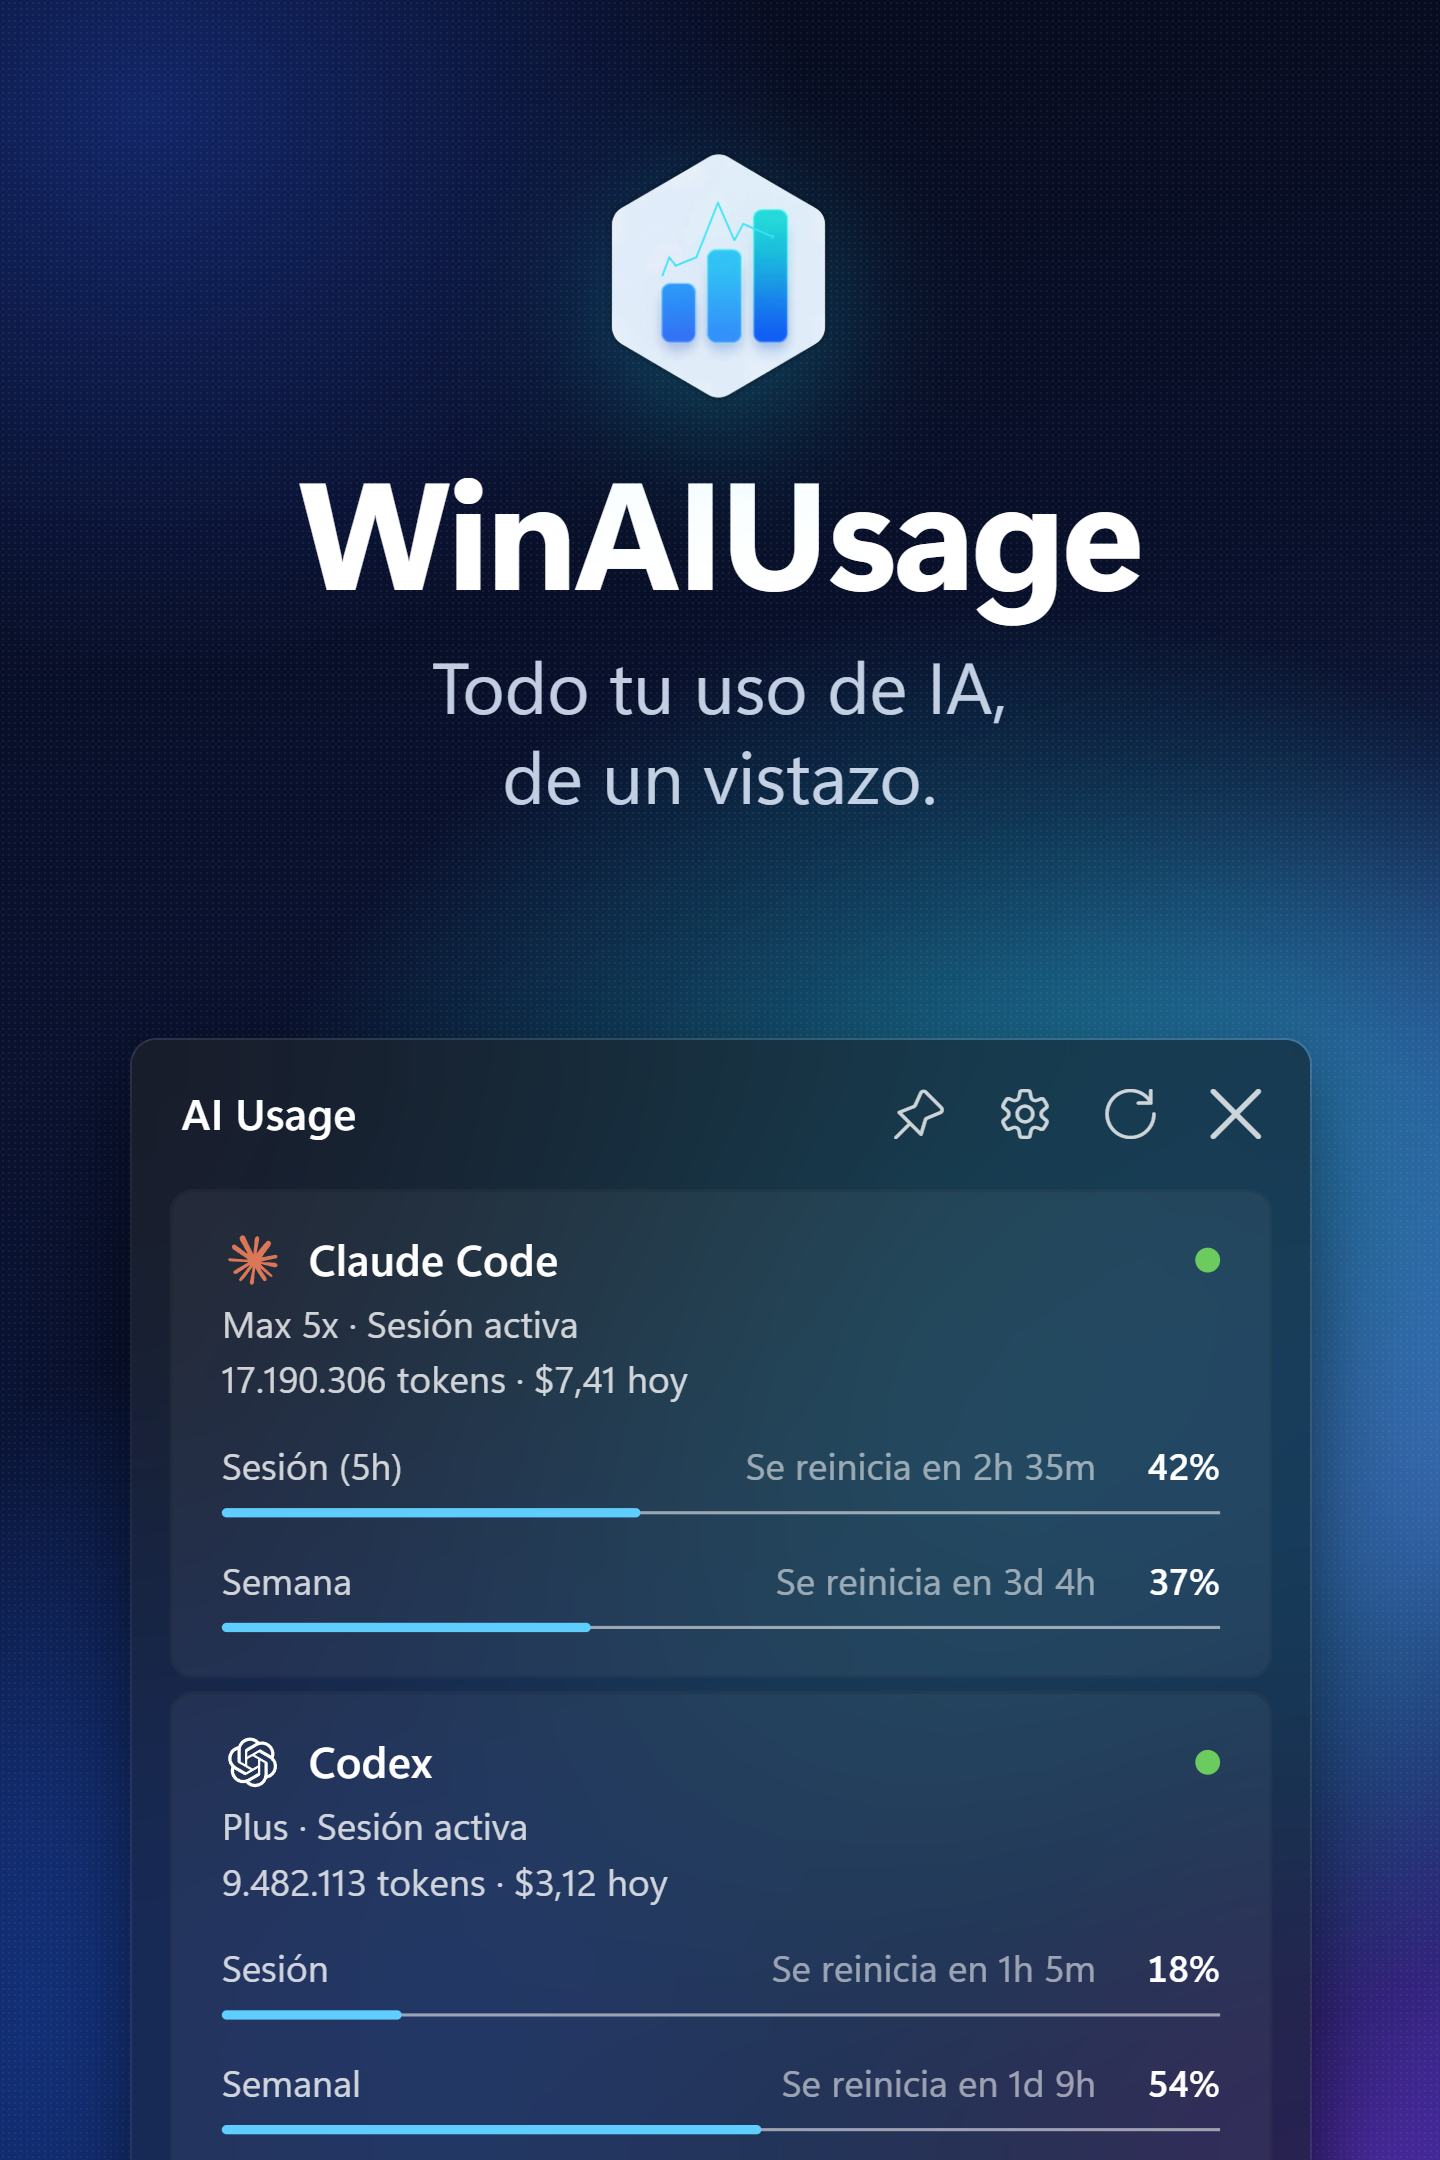 WinAIUsage
Todo tu uso de IA,
de un vistazo.
AI Usage
Claude Code
Max 5x · Sesión activa
17.190.306 tokens · $7,41 hoy
Sesión (5h) Se reinicia en 2h 35m 42%
Semana Se reinicia en 3d 4h 37%
Codex
Plus · Sesión activa
9.482.113 tokens · $3,12 hoy
Sesión Se reinicia en 1h 5m 18%
Semanal Se reinicia en 1d 9h 54%